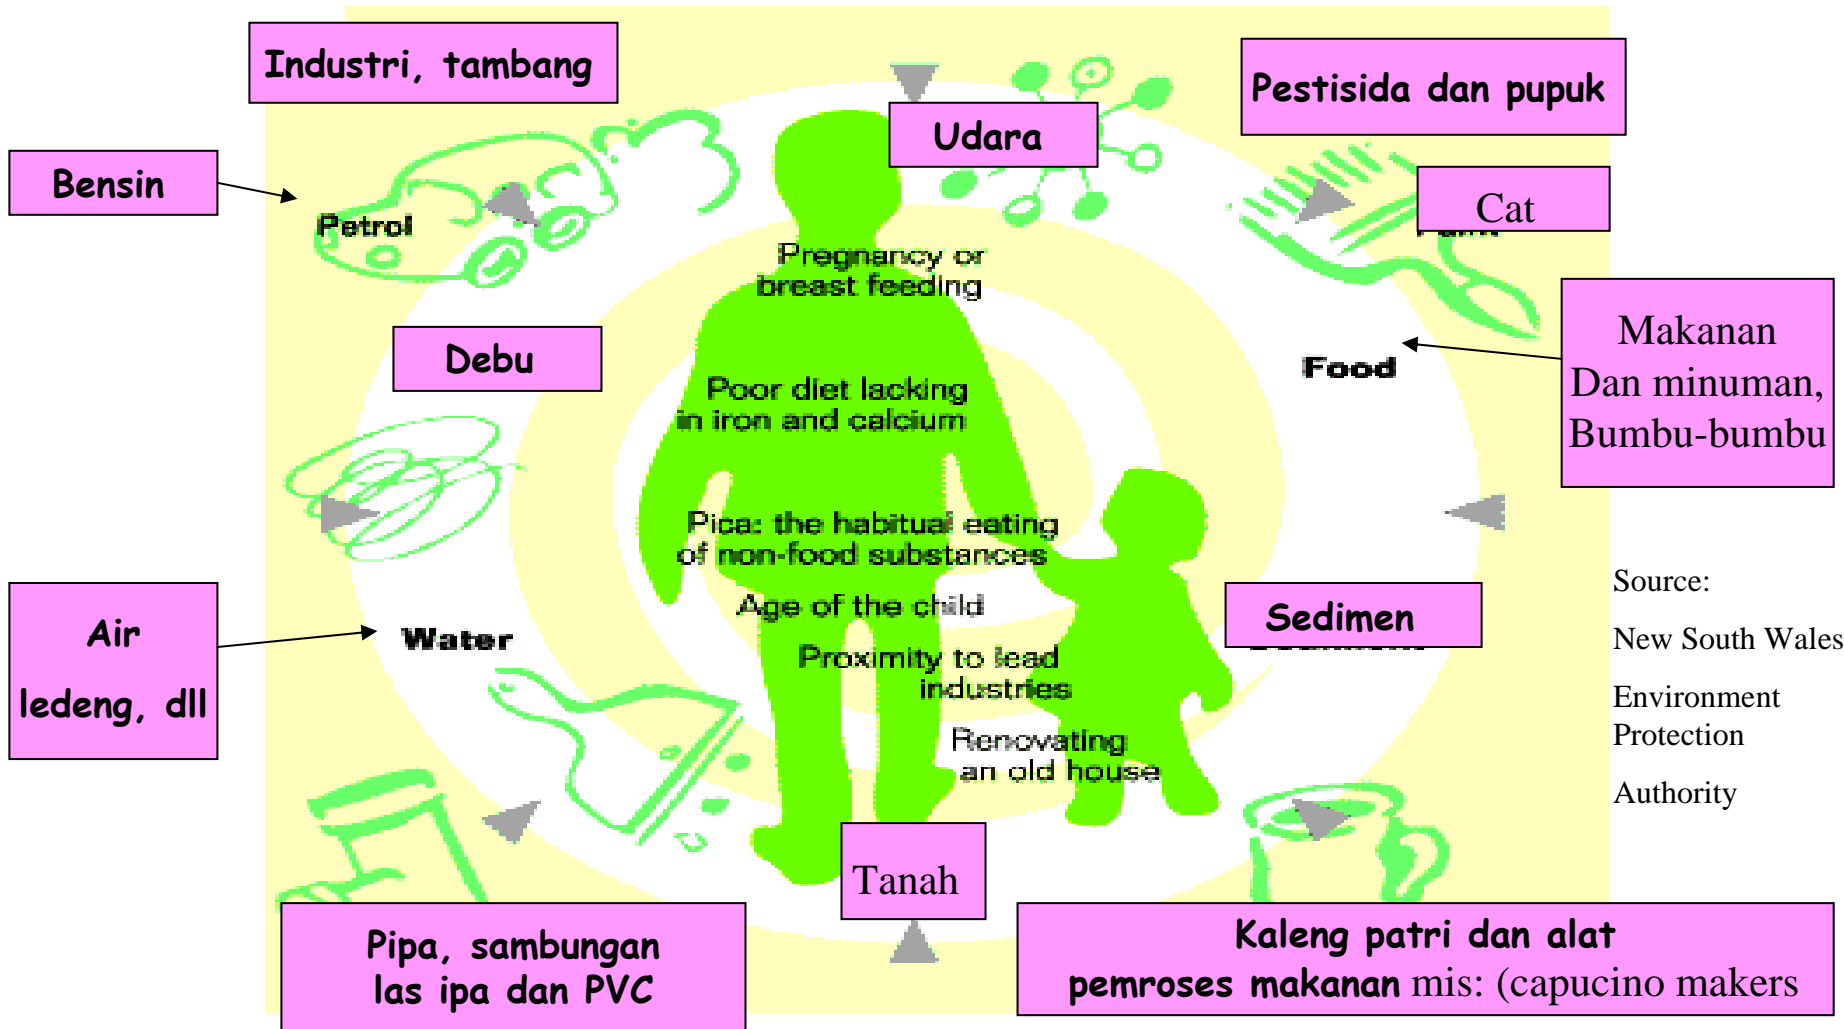 Industri, tambang
Pestisida dan pupuk
Udara
Bensin
Cat
Petrol
Pregnancy or
breast feeding
Makanan
Dan minuman,
Bumbu-bumbu
Debu
Food
Poor diet lacking
in iron and calcium
Pica: the habitual eating
of non-food substances
Age of the child
Air
ledeng, dll
Water
Sedimen
Proximity to lead
industries
Renovating
an old house
Source:
New South Wales
Environment
Protection
Authority
Tanah
Pipa, sambungan
las ipa dan PVC
Kaleng patri dan alat
pemroses makanan mis: (capucino makers